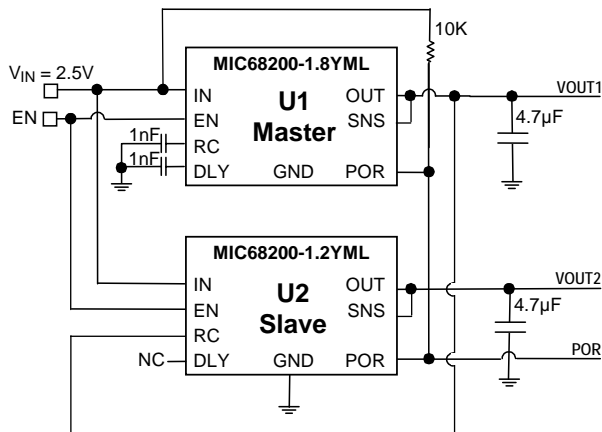 10K
MIC68200-1.8YML
VIN = 2.5V
IN
OUT
VOUT1
U1
EN
EN
SNS
4.7µF
Master
1nF
RC
1nF
DLY
GND
POR
MIC68200-1.2YML
IN
OUT
VOUT2
U2
EN
SNS
4.7µF
Slave
RC
NC
DLY
GND
POR
POR